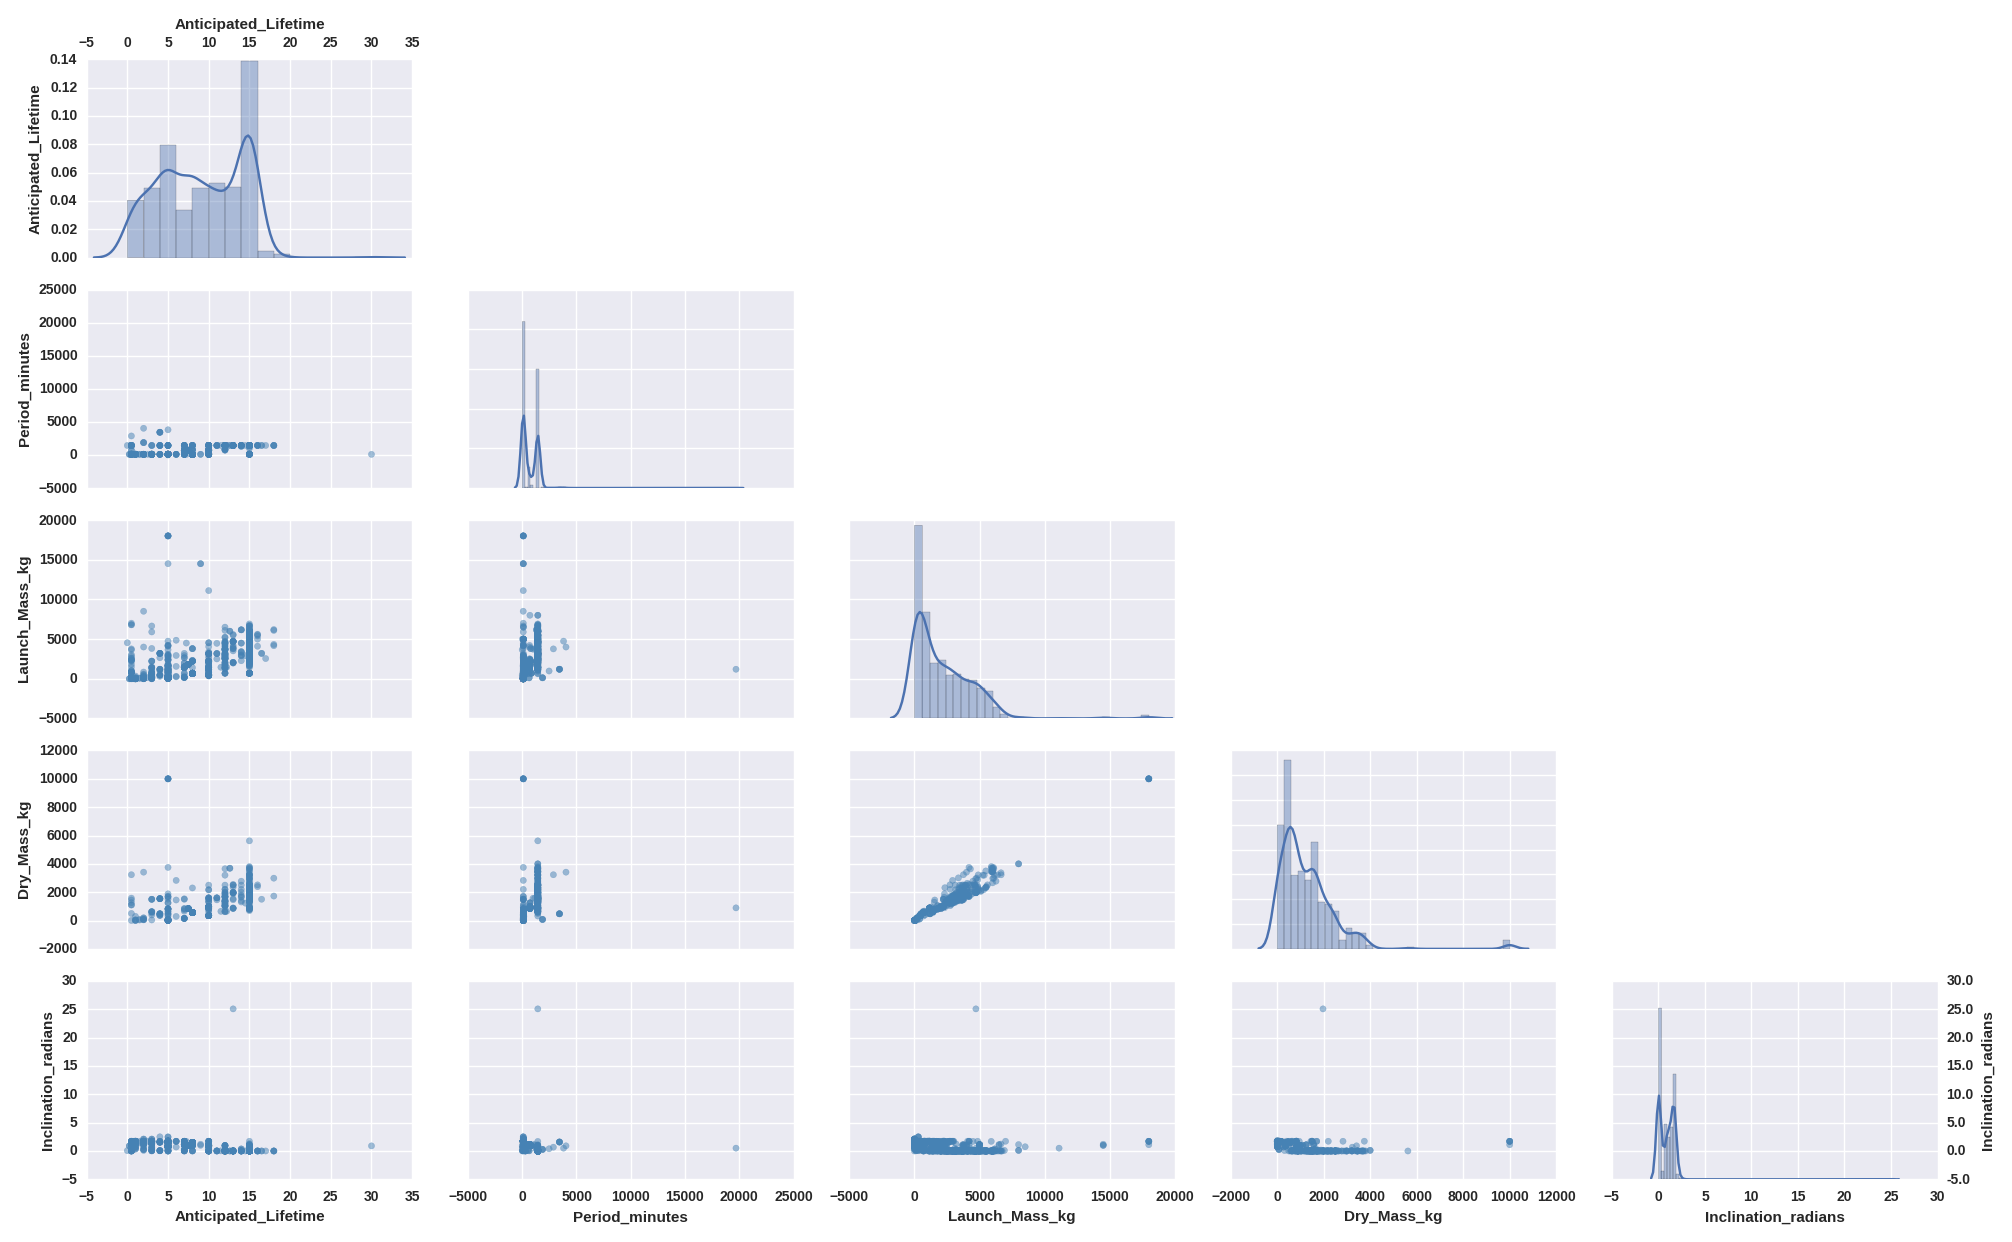 Anticipated_Lifetime
−5 0 5 10 15 20 25 30 35
0.14
0.12
0.10
0.08
0.06
0.04
0.02
0.00
Anticipated_Lifetime
25000
20000
15000
10000
5000
0
−5000
Period_minutes
20000
15000
10000
5000
0
−5000
Launch_Mass_kg
12000
10000
8000
6000
4000
2000
0
−2000
Dry_Mass_kg
30
25
20
15
10
5
0
−5
Inclination_radians
30.0
25.0
20.0
15.0
10.0
5.0
0.0
-5.0
Inclination_radians
−5 0 5 10 15 20 25 30 35
−5000 0 5000 10000 15000 20000 25000
−5000 0 5000 10000 15000 20000
−2000 0 2000 4000 6000 8000 10000 12000
−5 0 5 10 15 20 25 30
Anticipated_Lifetime
Period_minutes
Launch_Mass_kg
Dry_Mass_kg
Inclination_radians